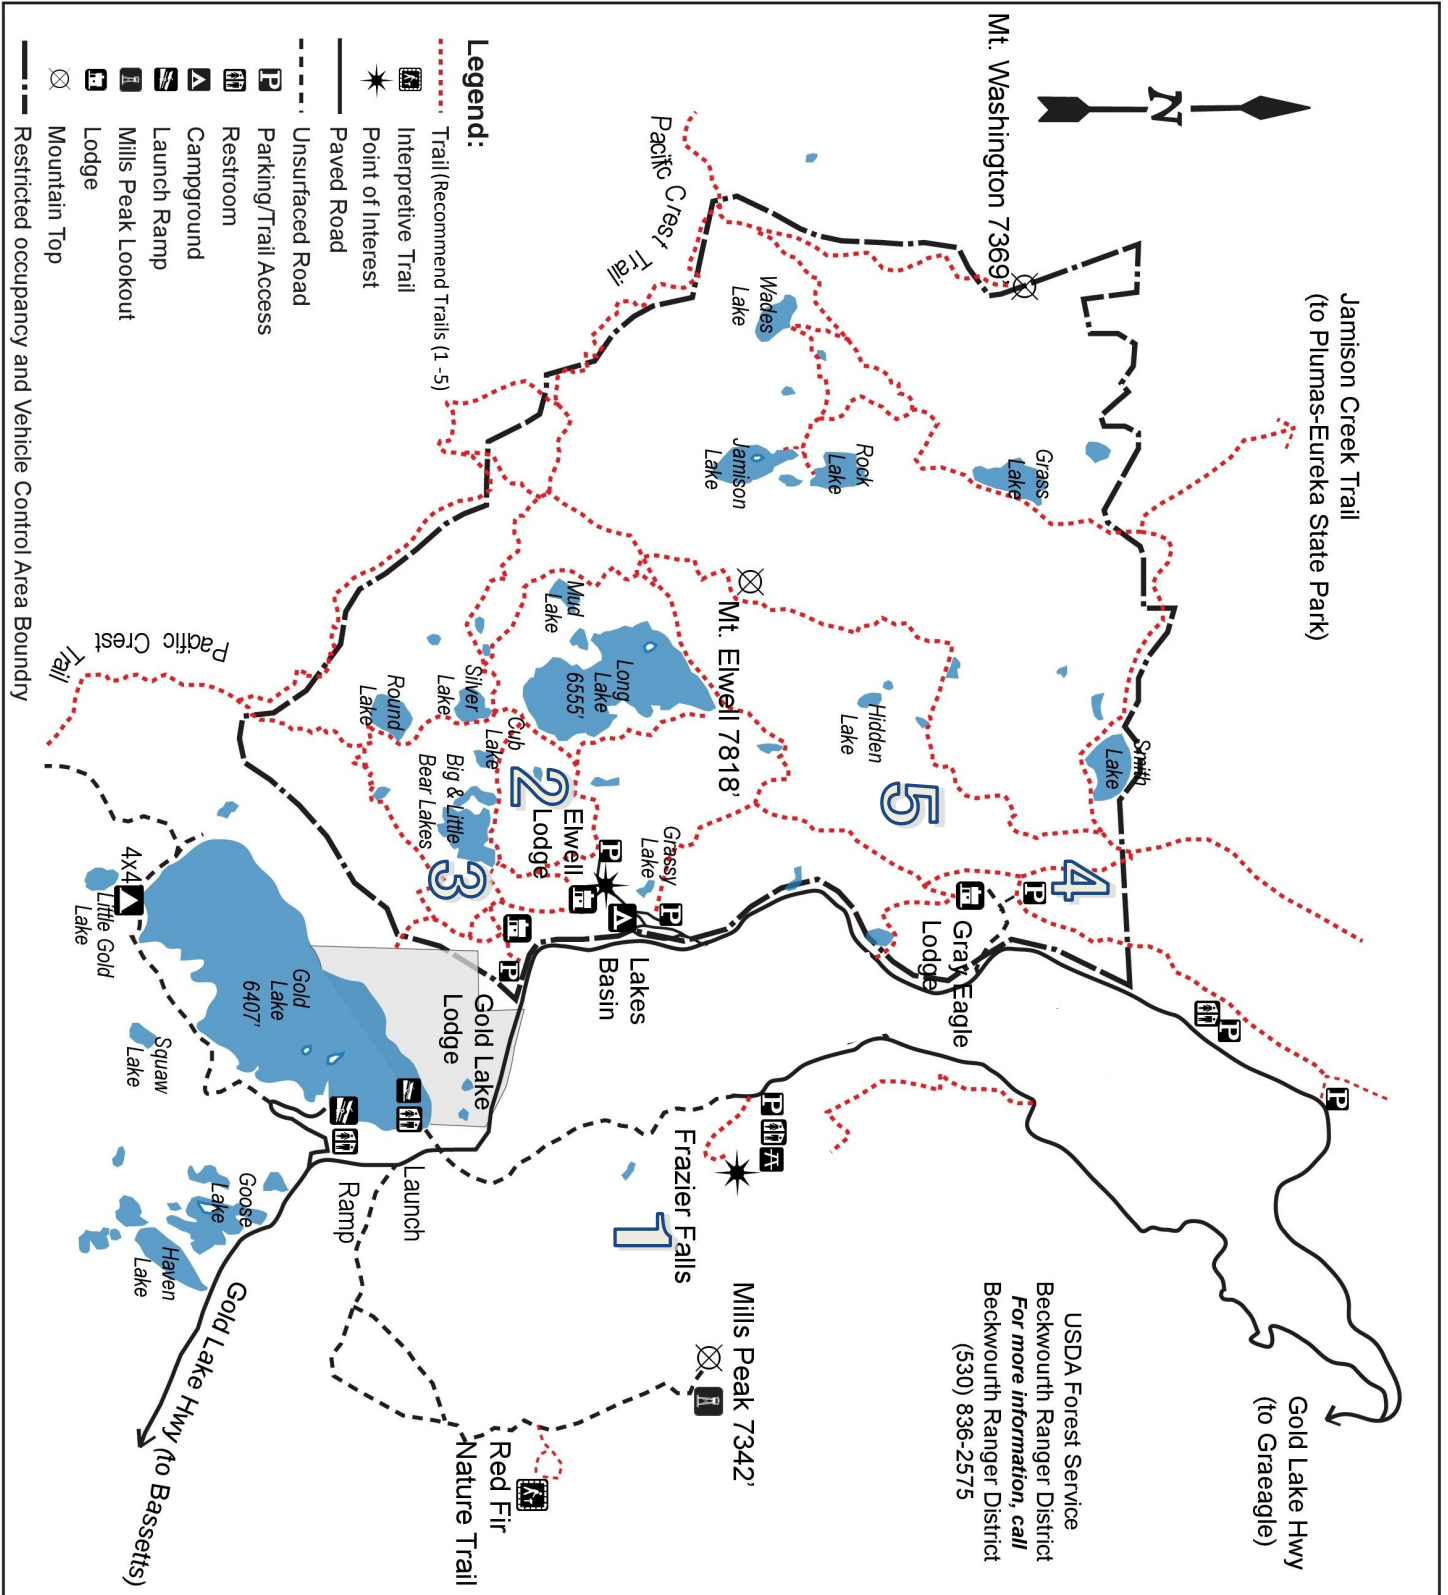 Jamison Creek Trail
(to Plumas-Eureka State Park)
Gold Lake Hwy
(to Graeagle)
N
Mt. Washington 7369'
Smith
Lake
4
P
P
P
USDA Forest Service
Beckwourth Ranger District
For more information, call
Beckwourth Ranger District
(530) 836-2575
Grass
Lake
Gray Eagle
Lodge
5
Hidden
Lake
Rock
Lake
Wades
Lake
Jamison
Lake
Mt. Elwell 7818'
P
Frazier Falls
1
Mills Peak 7342'
Pacific Crest
Trail
Grassy
Lake
P
Lakes
Basin
Long
Lake
6555'
Mud
Lake
P
Elwell
Lodge
2
Cub
Lake
Silver
Lake
Big & Little
Bear Lakes
3
Round
Lake
P
Gold Lake
Lodge
Red Fir
Nature Trail
Gold
Lake
6407'
Launch
Ramp
Goose
Lake
Haven
Lake
Squaw
Lake
4x4
Little Gold
Lake
Gold Lake Hwy (to Bassetts)
Pacific Crest
Trail
Legend:
Trail (Recommend Trails (1 -5)
Interpretive Trail
Point of Interest
Paved Road
Unsurfaced Road
P Parking/Trail Access
Restroom
Campground
Launch Ramp
Mills Peak Lookout
Lodge
Mountain Top
Restricted occupancy and Vehicle Control Area Boundry